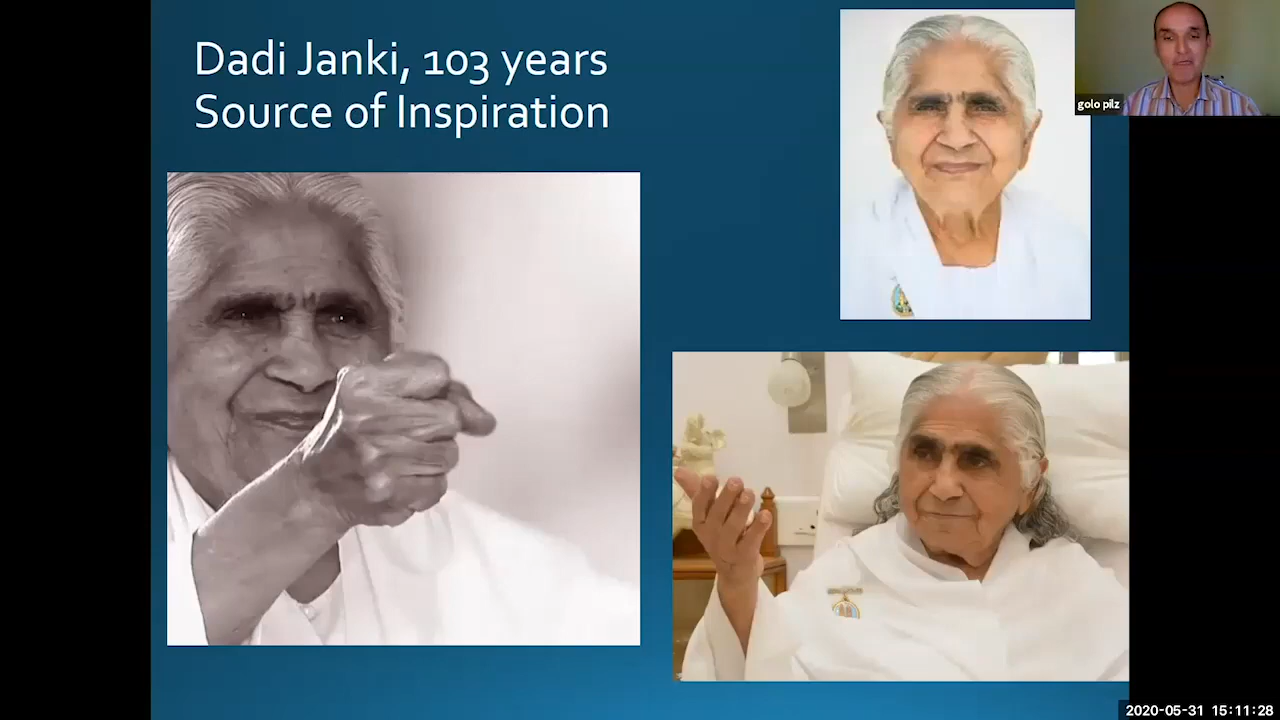 Dadi Janki, 103 years
Source of Inspiration
golo pilz
2020-05-31 15:11:28